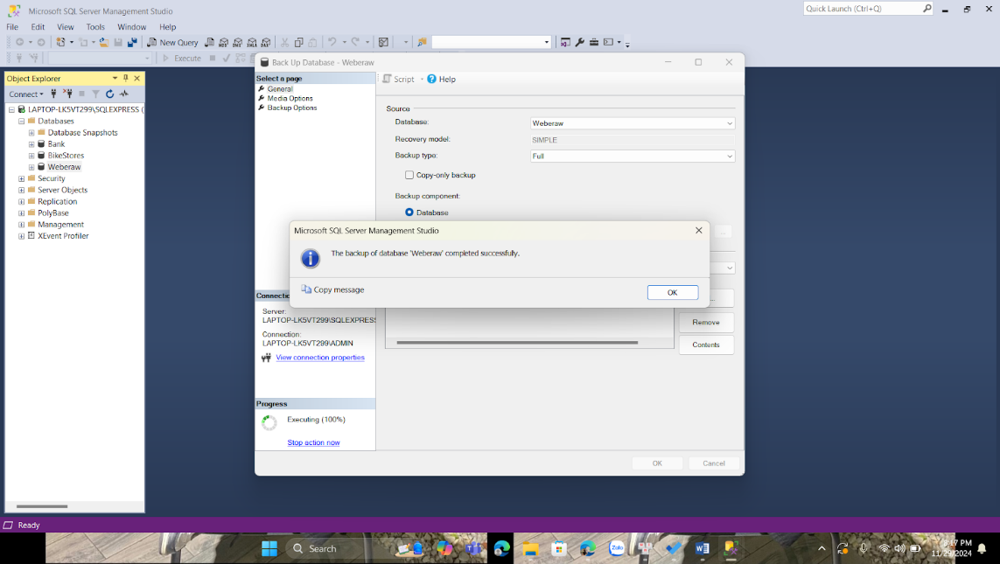 Microsoft SQL Server Management Studio
Quick Launch (Ctrl+Q)
File Edit View Tools Window Help
New Query
Execute
Object Explorer
Connect
LAPTOP-LK5VT299\SQLEXPRESS (
Databases
Database Snapshots
Bank
BikeStores
Weberaw
Security
Server Objects
Replication
PolyBase
Management
XEvent Profiler
Back Up Database - Weberaw
Select a page
General
Media Options
Backup Options
Script
Help
Source
Database:
Weberaw
Recovery model:
SIMPLE
Backup type:
Full
Copy-only backup
Backup component:
Database
Microsoft SQL Server Management Studio
The backup of database 'Weberaw' completed successfully.
Copy message
OK
Remove
Contents
Connectio
Server:
LAPTOP-LK5VT299\SQLEXPRESS
Connection:
LAPTOP-LK5VT299\ADMIN
View connection properties
Progress
Executing (100%)
Stop action now
OK
Cancel
Ready
Search
Zalo
8:17 PM
11/29/2024